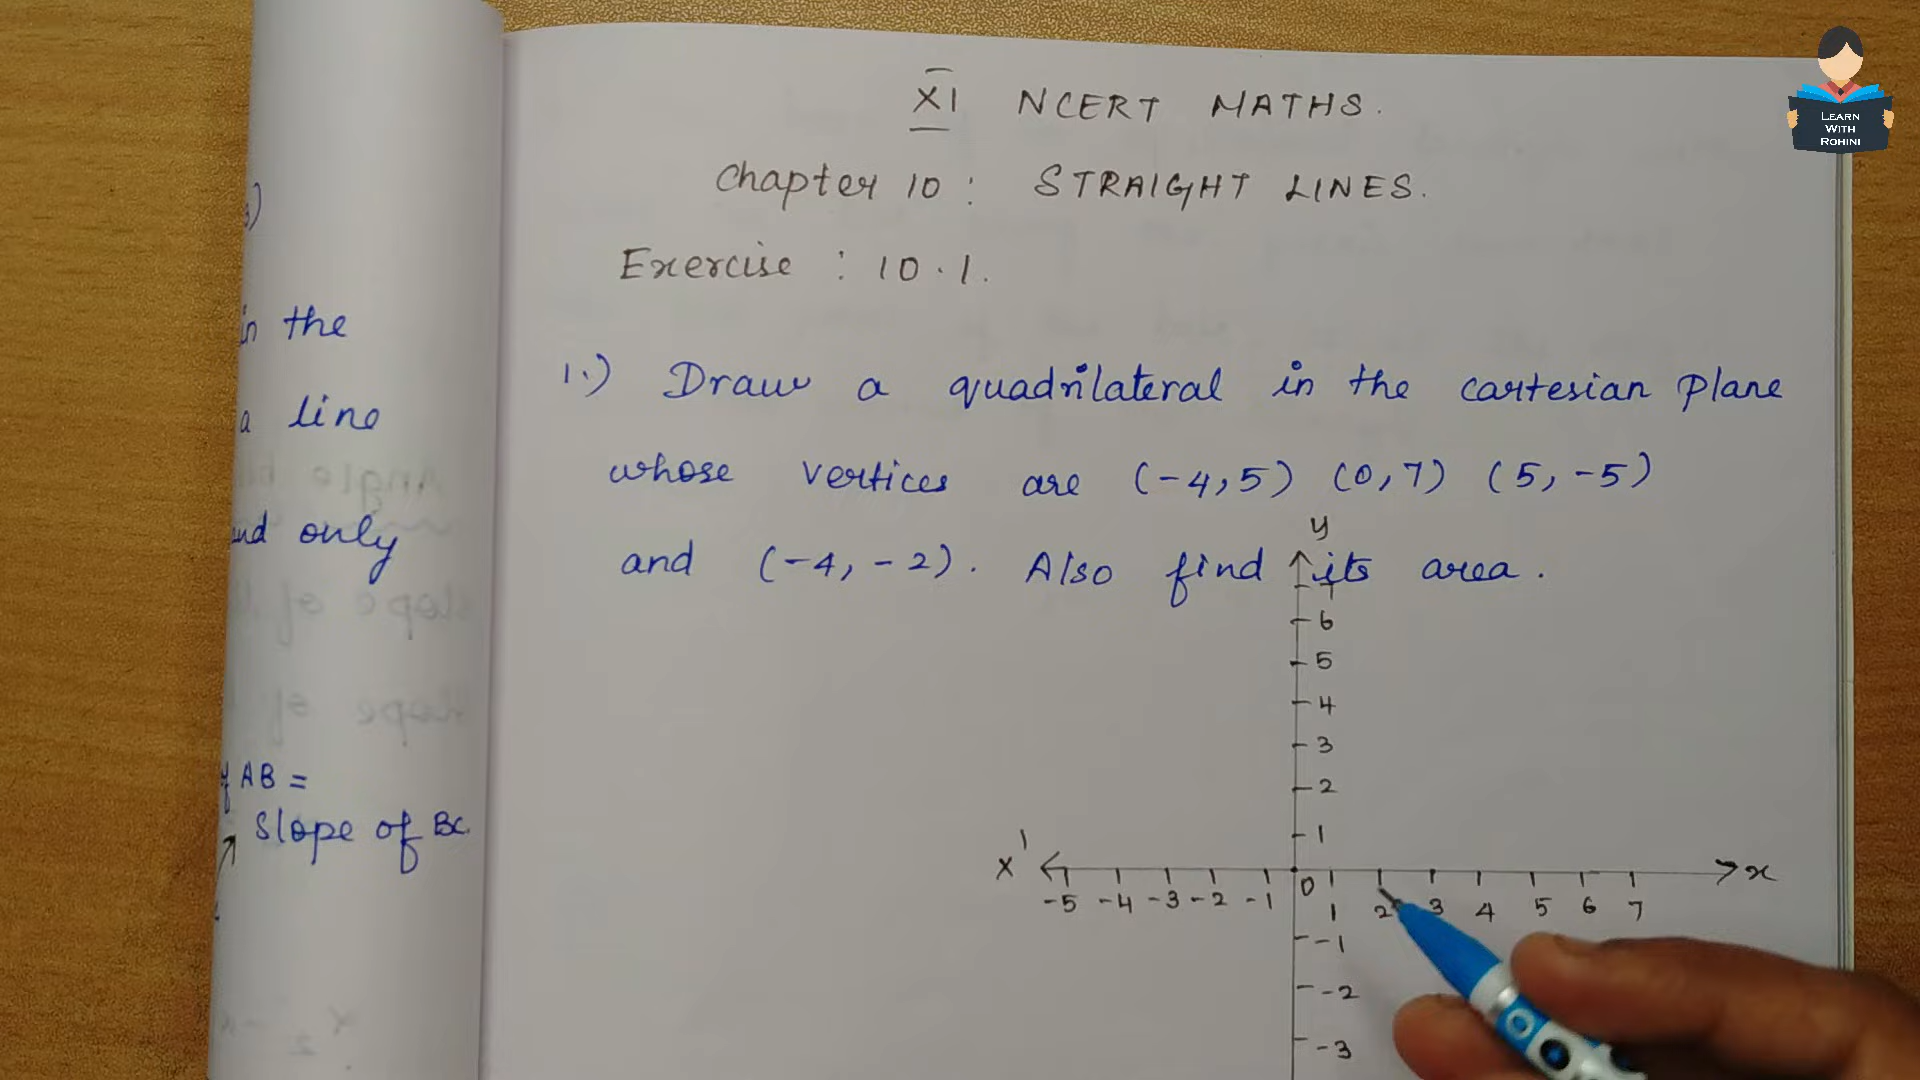 XI NCERT MATHS.
Chapter 10 : STRAIGHT LINES.
Exercise : 10.1.
1.) Draw a quadrilateral in the cartesian plane
whose vertices are (-4,5) (0,7) (5,-5)
and (-4,-2). Also find its area.
y
7
6
5
4
3
2
1
x' -5 -4 -3 -2 -1 0 1 2 3 4 5 6 7 x
-1
-2
-3
in the
a line
and only
AB =
Slope of BC.
LEARN
WITH
ROHINI